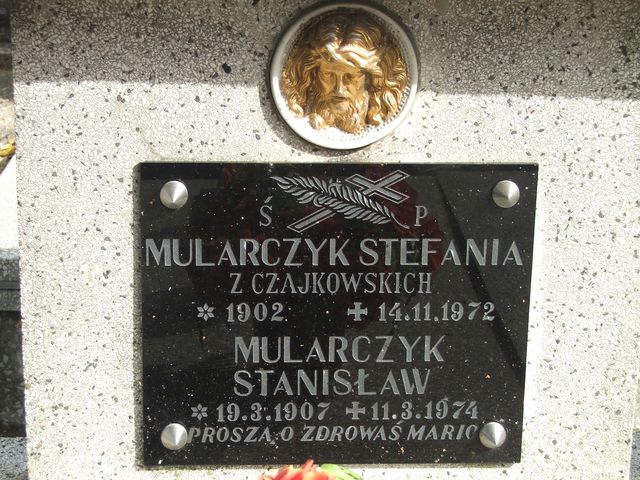 Ś P
MULARCZYK STEFANIA
Z CZAJKOWSKICH
* 1902 ✝ 14.11.1972
MULARCZYK
STANISŁAW
* 19.3.1907 ✝ 11.3.1974
PROSZĄ O ZDROWAŚ MARIO